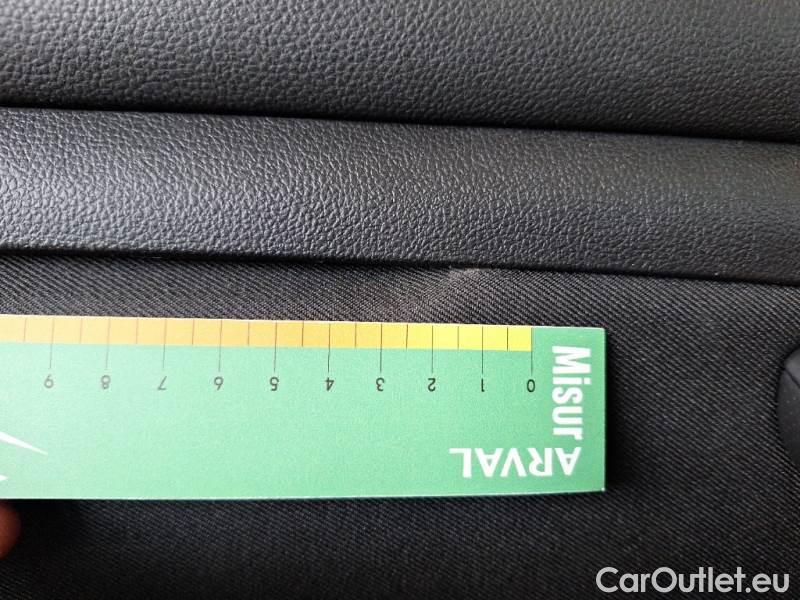 9 8 7 6 5 4 3 2 1 0
Misur
ARVAL
CarOutlet.eu